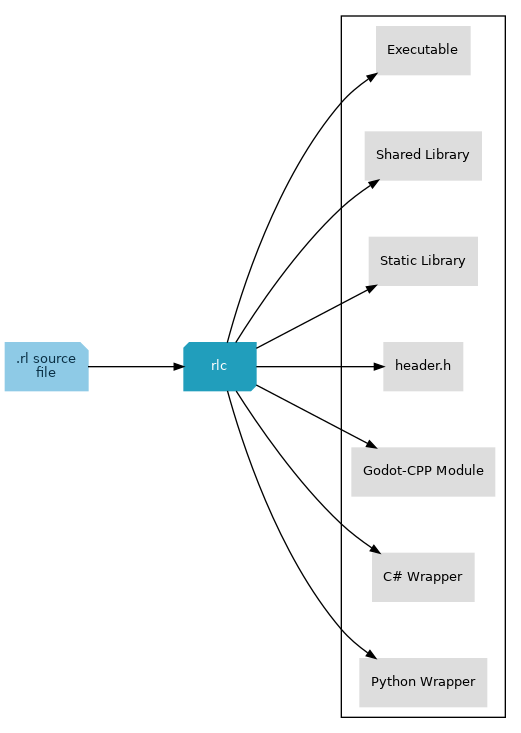 .rl source
file
rlc
Executable
Shared Library
Static Library
header.h
Godot-CPP Module
C# Wrapper
Python Wrapper